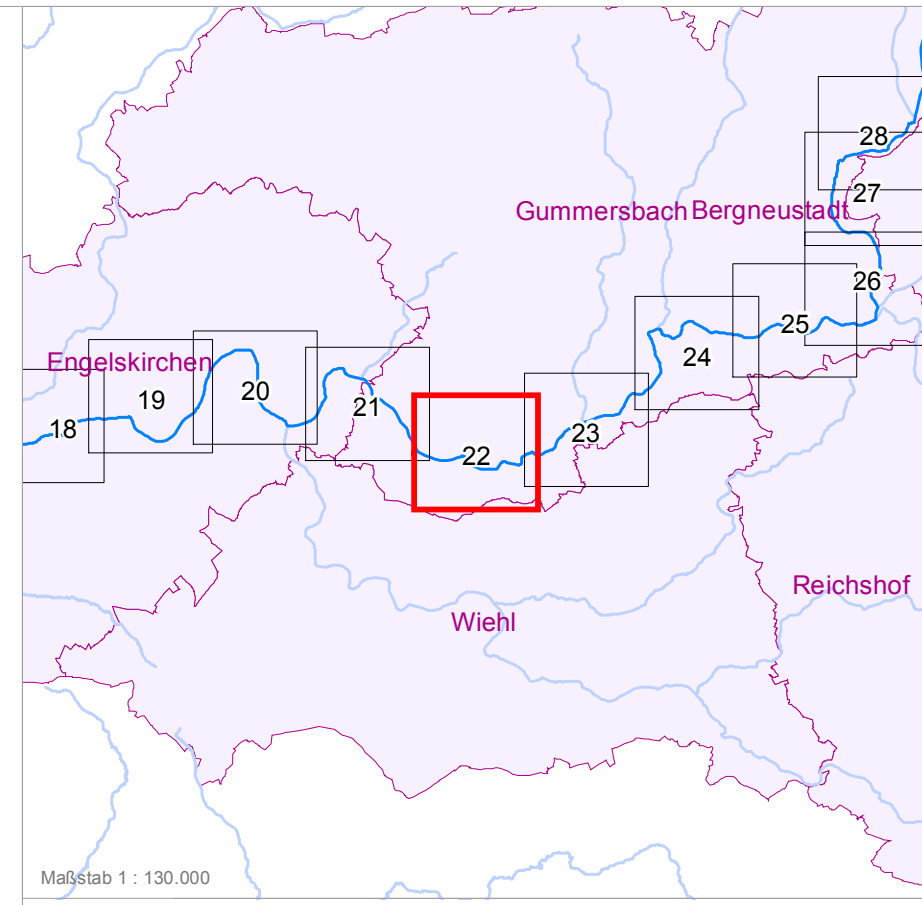 28
27
Gummersbach Bergneustadt
26
25
24
Engelskirchen
20
19
21
18
23
22
Reichshof
Wiehl
Maßstab 1 : 130.000